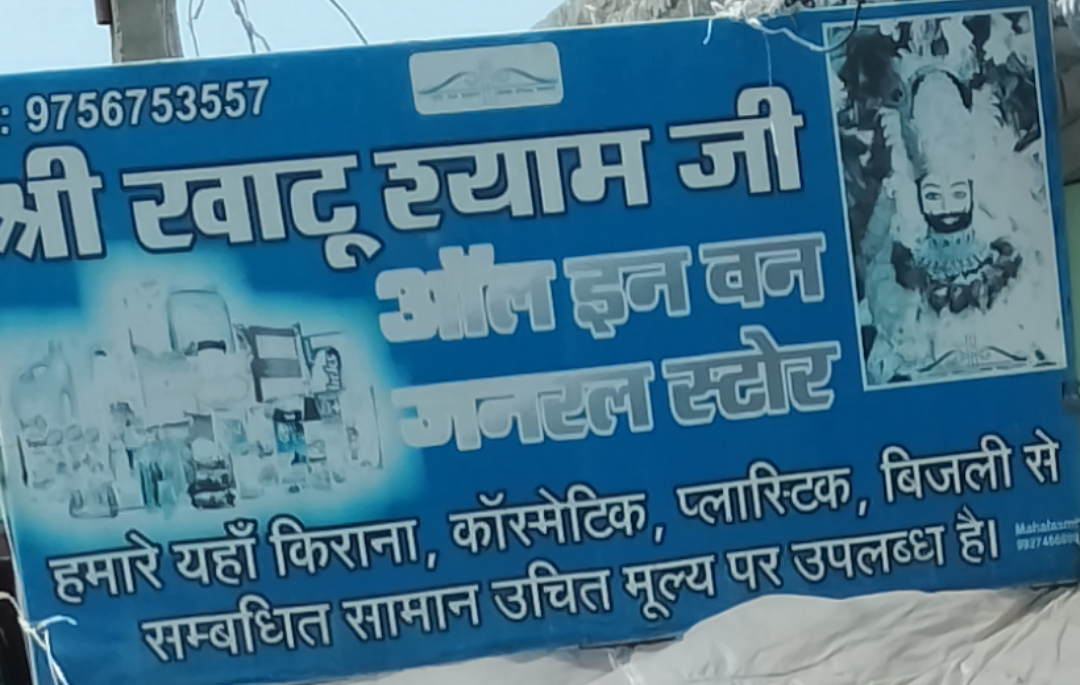 : 9756753557
श्री खाटू श्याम जी
ऑल इन वन
जनरल स्टोर
हमारे यहाँ किराना, कॉस्मेटिक, प्लास्टिक, बिजली से
सम्बधित सामान उचित मूल्य पर उपलब्ध है।